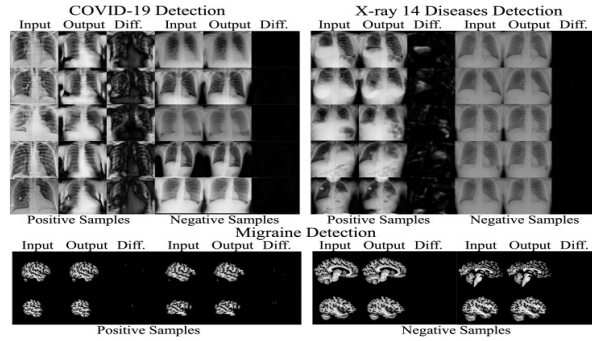 COVID-19 Detection
Input Output Diff. Input Output Diff.
Positive Samples Negative Samples
X-ray 14 Diseases Detection
Input Output Diff. Input Output Diff.
Positive Samples Negative Samples
Migraine Detection
Input Output Diff. Input Output Diff.
Positive Samples
Input Output Diff. Input Output Diff.
Negative Samples